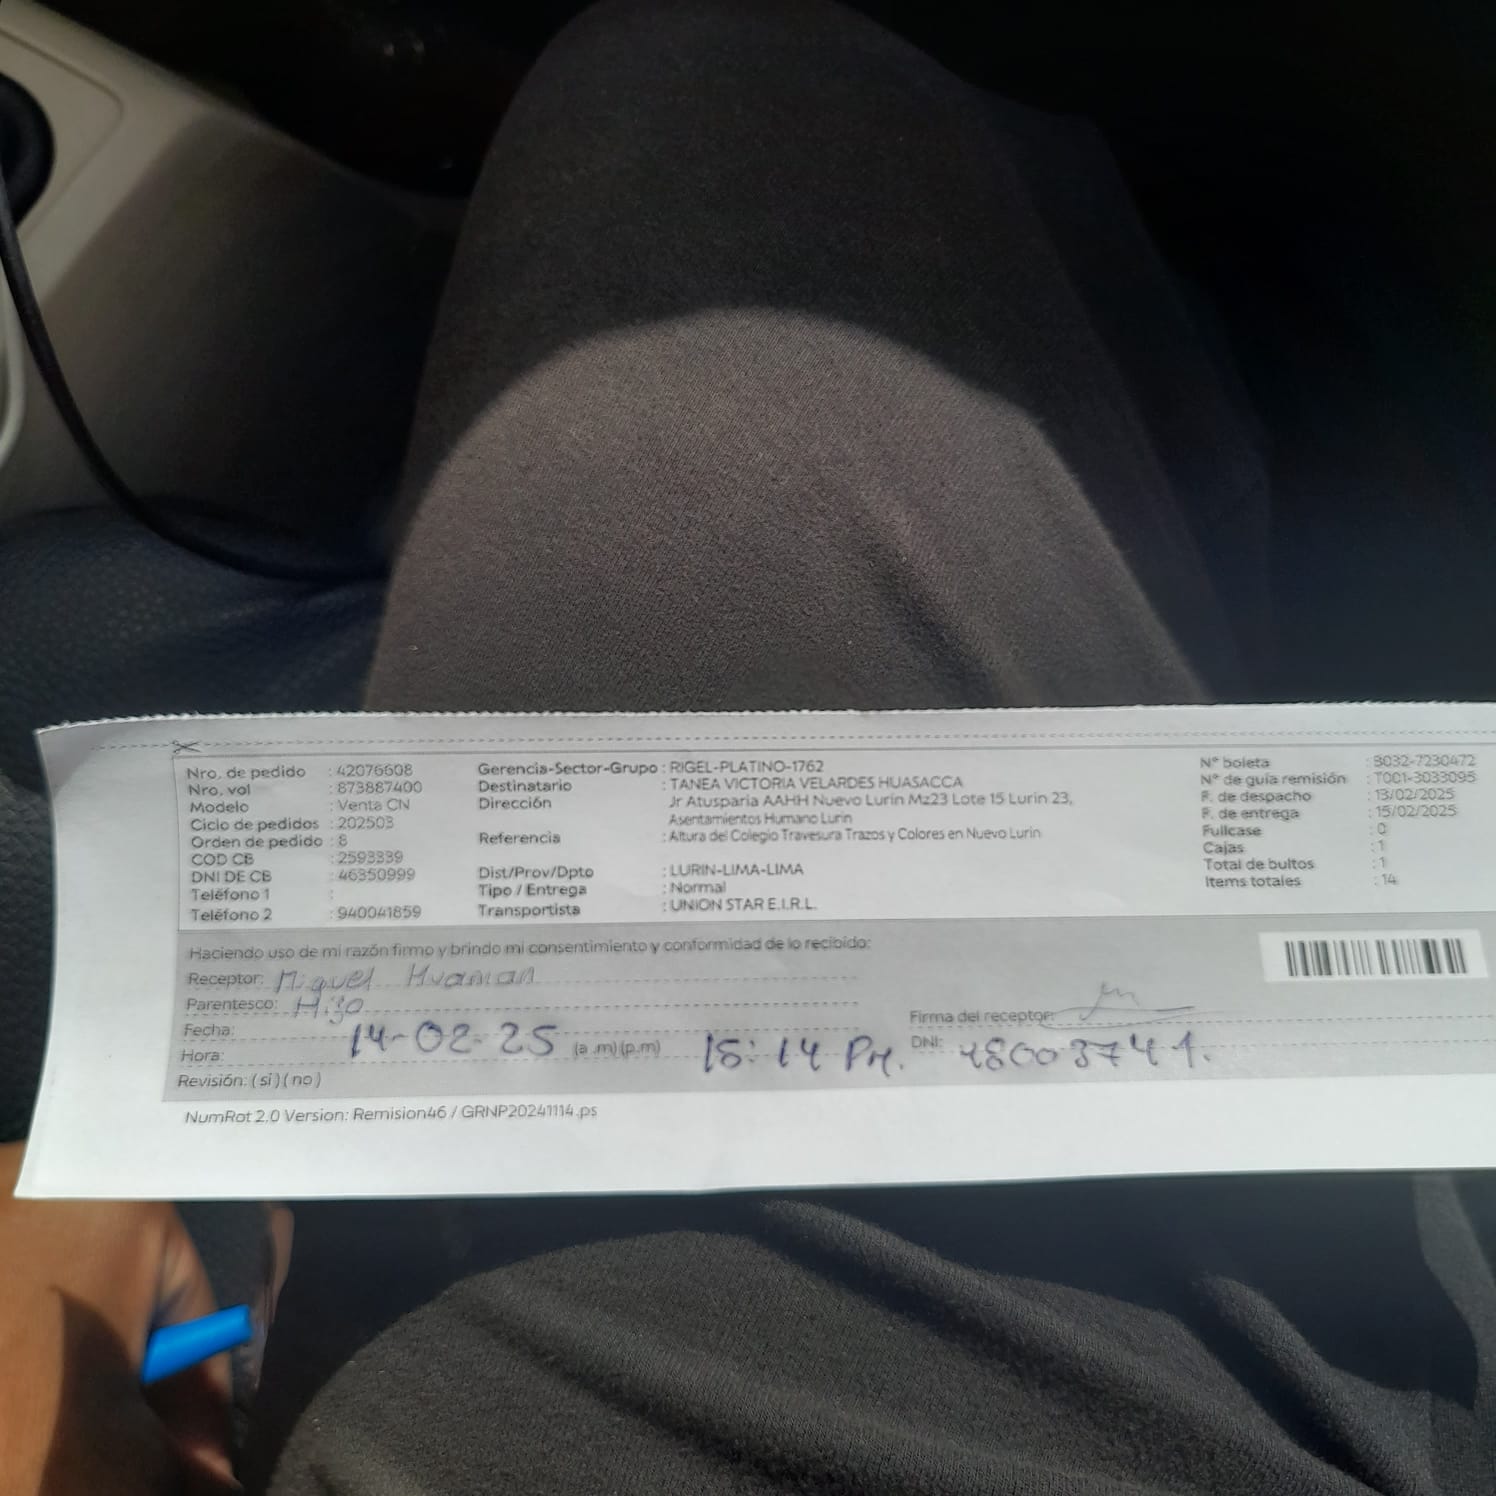 Nro. de pedido : 42076608 Gerencia-Sector-Grupo : RIGEL-PLATINO-1762 N° boleta : B032-7230472
Nro. vol : 873887400 Destinatario : TANEA VICTORIA VELARDES HUASACCA N° de guía remisión : T001-3033095
Modelo : Venta CN Dirección Jr Atusparia AAHH Nuevo Lurin Mz23 Lote 15 Lurin 23, F. de despacho : 13/02/2025
Ciclo de pedidos : 202503 Asentamientos Humano Lurin F. de entrega : 15/02/2025
Orden de pedido : 8 Referencia : Altura del Colegio Travesura Trazos y Colores en Nuevo Lurin Fullcase : 0
COD CB : 2593339 Cajas : 1
DNI DE CB : 46350999 Dist/Prov/Dpto : LURIN-LIMA-LIMA Total de bultos : 1
Teléfono 1 : Tipo / Entrega : Normal Items totales : 14
Teléfono 2 : 940041859 Transportista : UNION STAR E.I.R.L.
Haciendo uso de mi razón firmo y brindo mi consentimiento y conformidad de lo recibido:
Receptor: Miguel Huaman
Parentesco: Hijo
Fecha: 14-02-25 Firma del receptor:
Hora: (a .m) (p.m) 15:14 PM. DNI: 48003741.
Revisión: ( si ) ( no )
NumRot 2.0 Version: Remision46 / GRNP20241114.ps